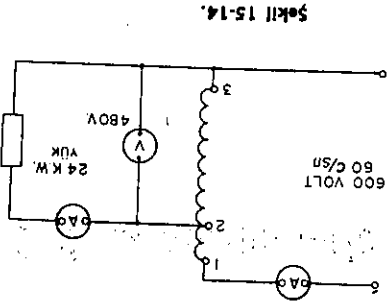 A
1
2
A
600 VOLT
60 C/sn
24 K.W.
YÜK
V
480V.
3
Şekil 15-14.